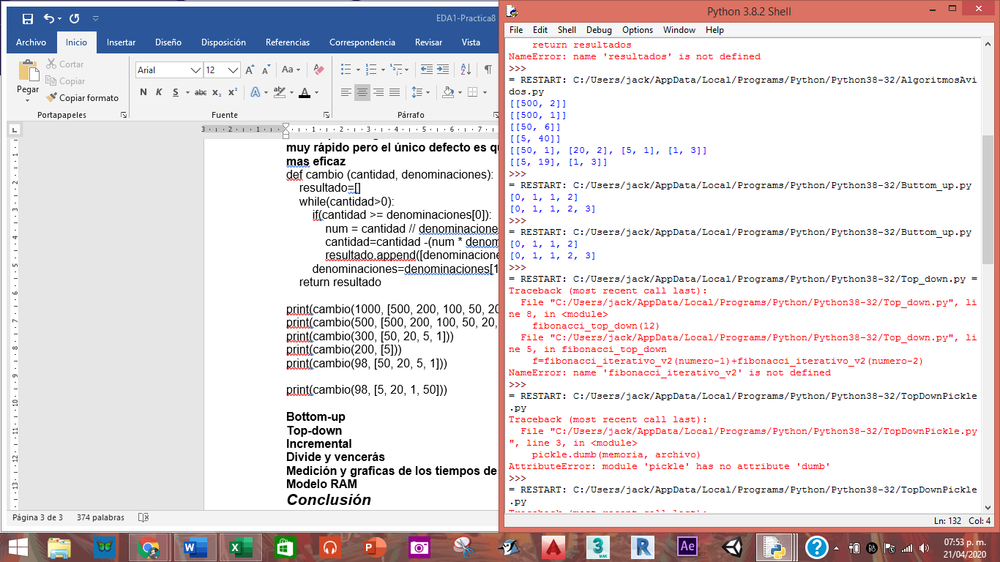 EDA1-Practica8
Archivo Inicio Insertar Diseño Disposición Referencias Correspondencia Revisar Vista
Pegar
Cortar
Copiar
Copiar formato
Arial 12
Aa
N K S abc x₂ x²
A A
Portapapeles Fuente Párrafo
3 2 1 1 2 3 4 5 6 7
muy rápido pero el único defecto es qu
mas eficaz
def cambio (cantidad, denominaciones):
resultado=[]
while(cantidad>0):
if(cantidad >= denominaciones[0]):
num = cantidad // denominacione
cantidad=cantidad -(num * denom
resultado.append([denominacione
denominaciones=denominaciones[1
return resultado
print(cambio(1000, [500, 200, 100, 50, 20
print(cambio(500, [500, 200, 100, 50, 20,
print(cambio(300, [50, 20, 5, 1]))
print(cambio(200, [5]))
print(cambio(98, [50, 20, 5, 1]))
print(cambio(98, [5, 20, 1, 50]))
Bottom-up
Top-down
Incremental
Divide y vencerás
Medición y graficas de los tiempos de
Modelo RAM
Conclusión
Página 3 de 3 374 palabras
Python 3.8.2 Shell
File Edit Shell Debug Options Window Help
return resultados
NameError: name 'resultados' is not defined
>>>
= RESTART: C:/Users/jack/AppData/Local/Programs/Python/Python38-32/AlgoritmosAvi
dos.py
[[500, 2]]
[[500, 1]]
[[50, 6]]
[[5, 40]]
[[50, 1], [20, 2], [5, 1], [1, 3]]
[[5, 19], [1, 3]]
>>>
= RESTART: C:/Users/jack/AppData/Local/Programs/Python/Python38-32/Buttom_up.py
[0, 1, 1, 2]
[0, 1, 1, 2, 3]
>>>
= RESTART: C:/Users/jack/AppData/Local/Programs/Python/Python38-32/Buttom_up.py
[0, 1, 1, 2]
[0, 1, 1, 2, 3]
>>>
= RESTART: C:/Users/jack/AppData/Local/Programs/Python/Python38-32/Top_down.py =
Traceback (most recent call last):
File "C:/Users/jack/AppData/Local/Programs/Python/Python38-32/Top_down.py", li
ne 8, in <module>
fibonacci_top_down(12)
File "C:/Users/jack/AppData/Local/Programs/Python/Python38-32/Top_down.py", li
ne 5, in fibonacci_top_down
f=fibonacci_iterativo_v2(numero-1)+fibonacci_iterativo_v2(numero-2)
NameError: name 'fibonacci_iterativo_v2' is not defined
>>>
= RESTART: C:/Users/jack/AppData/Local/Programs/Python/Python38-32/TopDownPickle
.py
Traceback (most recent call last):
File "C:/Users/jack/AppData/Local/Programs/Python/Python38-32/TopDownPickle.py
", line 3, in <module>
pickle.dumb(memoria, archivo)
AttributeError: module 'pickle' has no attribute 'dumb'
>>>
= RESTART: C:/Users/jack/AppData/Local/Programs/Python/Python38-32/TopDownPickle
.py
Traceback (most recent call last):
Ln: 132 Col: 4
07:53 p. m.
21/04/2020